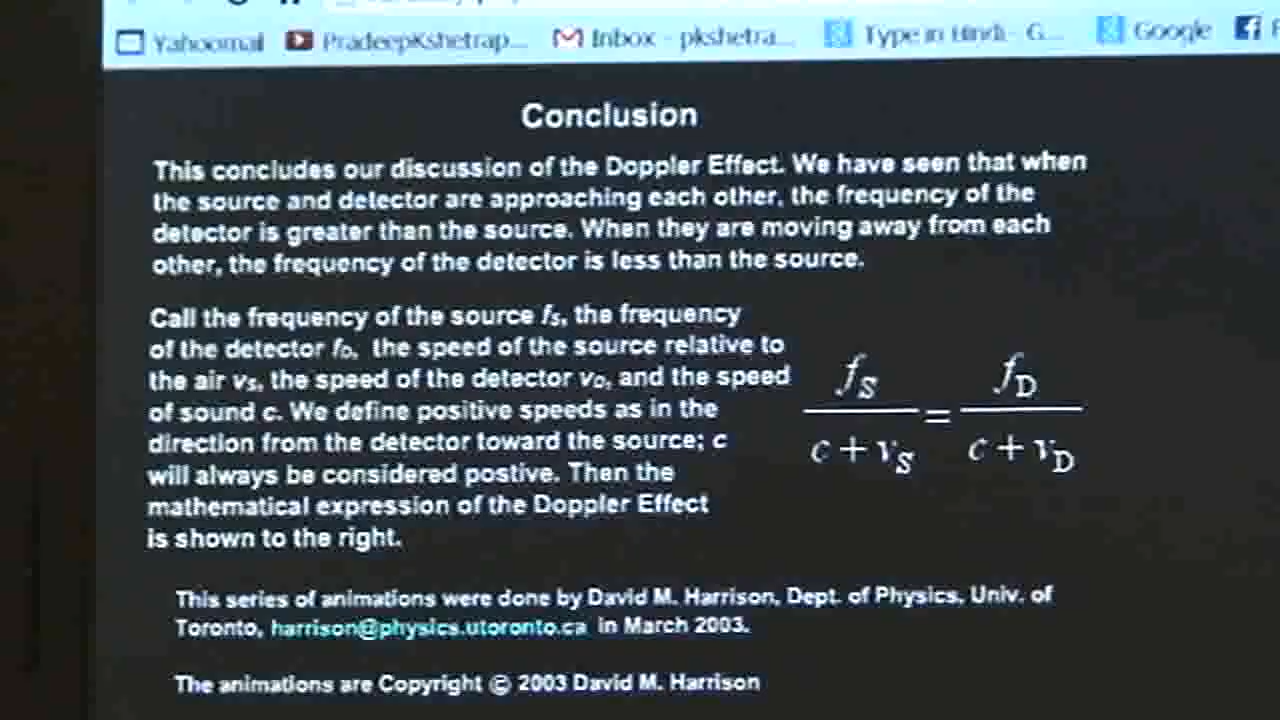 Yahoomail PradeepKshetrap... Inbox - pkshetra... Type in Hindi - G... Google
Conclusion
This concludes our discussion of the Doppler Effect. We have seen that when
the source and detector are approaching each other, the frequency of the
detector is greater than the source. When they are moving away from each
other, the frequency of the detector is less than the source.
Call the frequency of the source fS, the frequency
of the detector fD, the speed of the source relative to
the air vS, the speed of the detector vD, and the speed
of sound c. We define positive speeds as in the
direction from the detector toward the source; c
will always be considered postive. Then the
mathematical expression of the Doppler Effect
is shown to the right.
fS / (c + vS) = fD / (c + vD)
This series of animations were done by David M. Harrison, Dept. of Physics, Univ. of
Toronto, harrison@physics.utoronto.ca in March 2003.
The animations are Copyright © 2003 David M. Harrison